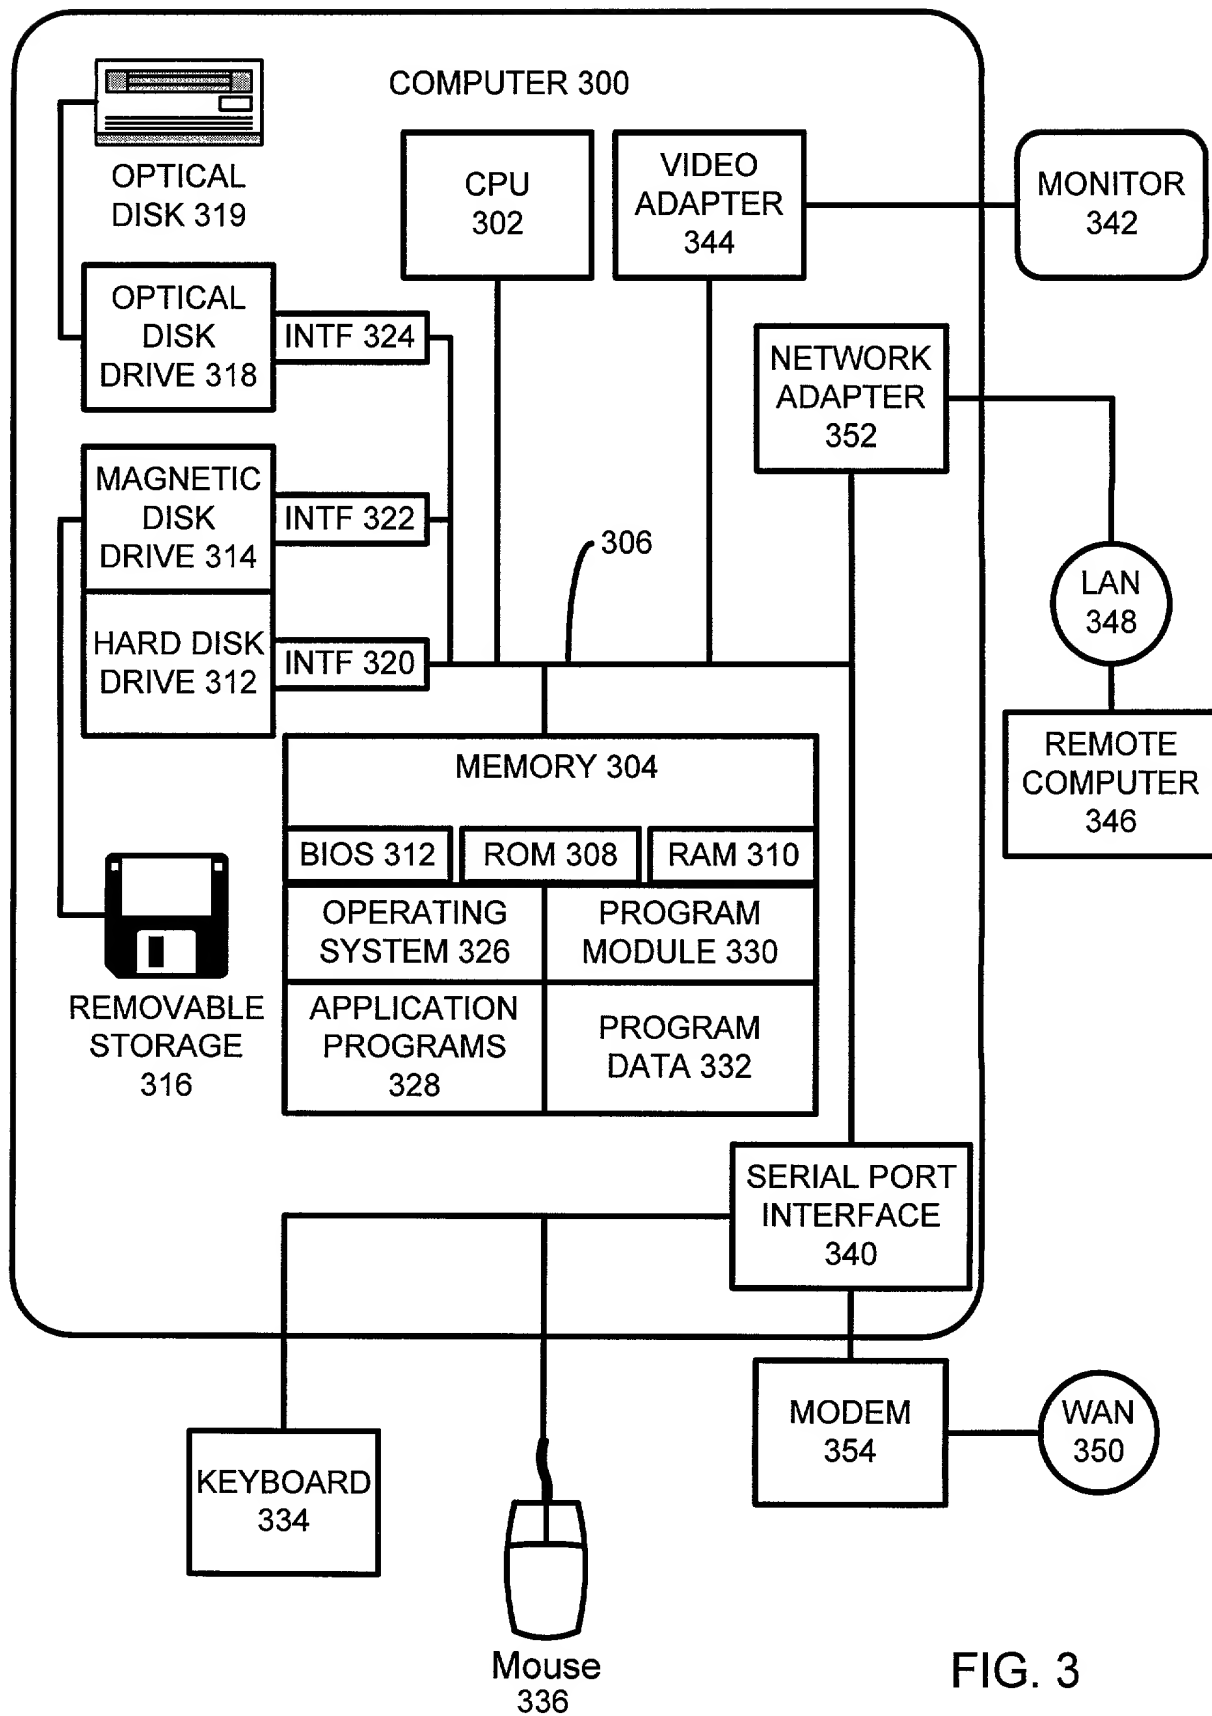 COMPUTER 300
OPTICAL
DISK 319
CPU
302
VIDEO
ADAPTER
344
MONITOR
342
OPTICAL
DISK
DRIVE 318
INTF 324
NETWORK
ADAPTER
352
MAGNETIC
DISK
DRIVE 314
INTF 322
306
LAN
348
HARD DISK
DRIVE 312
INTF 320
REMOTE
COMPUTER
346
MEMORY 304
BIOS 312
ROM 308
RAM 310
OPERATING
SYSTEM 326
PROGRAM
MODULE 330
APPLICATION
PROGRAMS
328
PROGRAM
DATA 332
REMOVABLE
STORAGE
316
SERIAL PORT
INTERFACE
340
MODEM
354
WAN
350
KEYBOARD
334
Mouse
336
FIG. 3